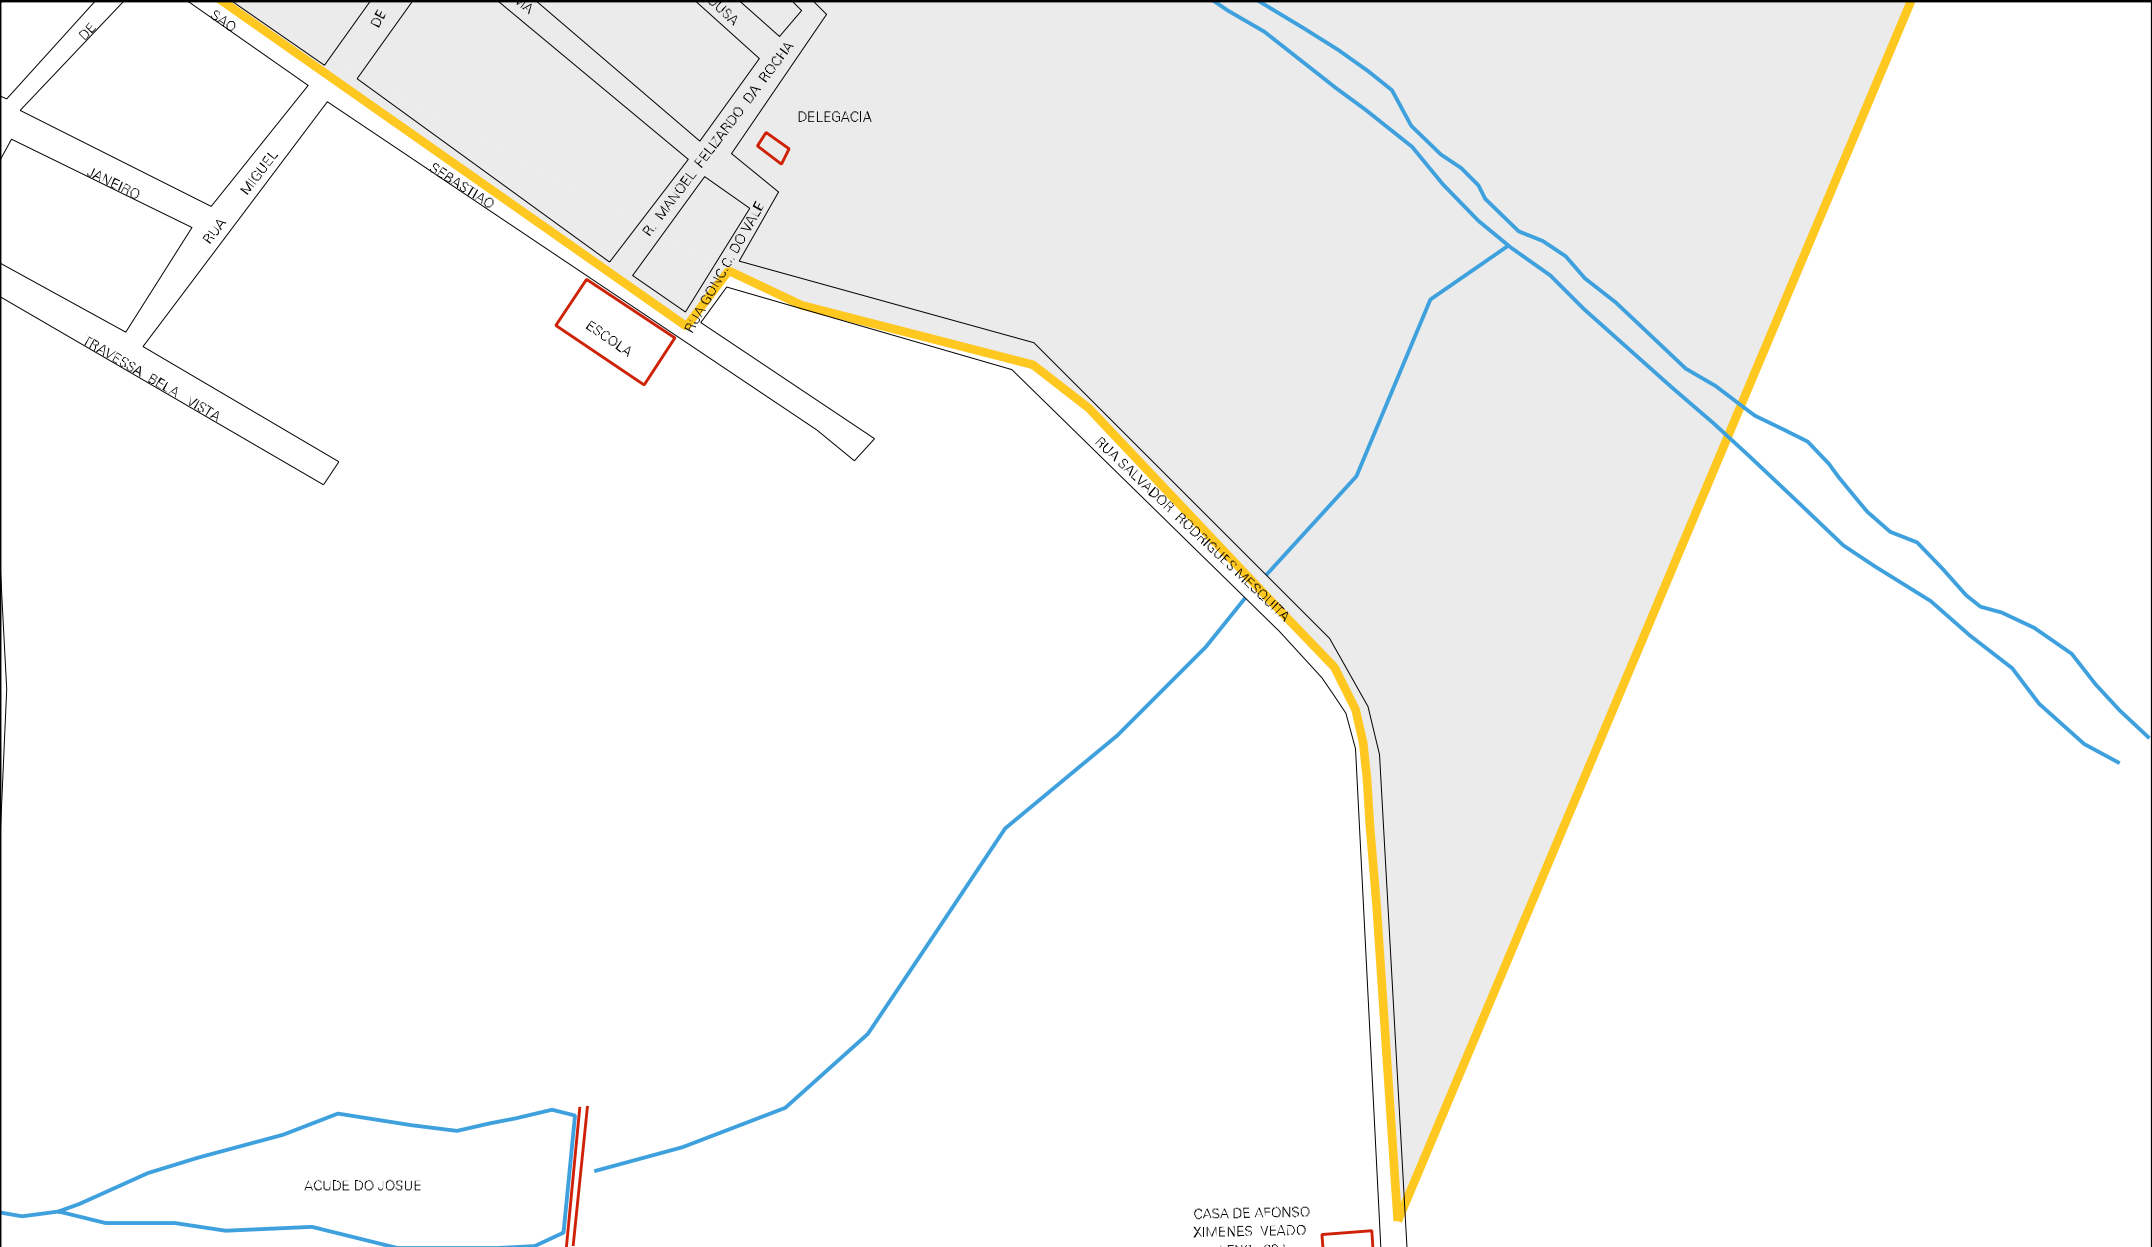 DE
SAO
DE
DELEGACIA
R. MANOEL FELIZARDO DA ROCHA
JANEIRO
RUA MIGUEL
SEBASTIAO
RUA GONC.C. DO VALE
ESCOLA
TRAVESSA BELA VISTA
RUA SALVADOR RODRIGUES MESQUITA
ACUDE DO JOSUE
CASA DE AFONSO
XIMENES VEADO